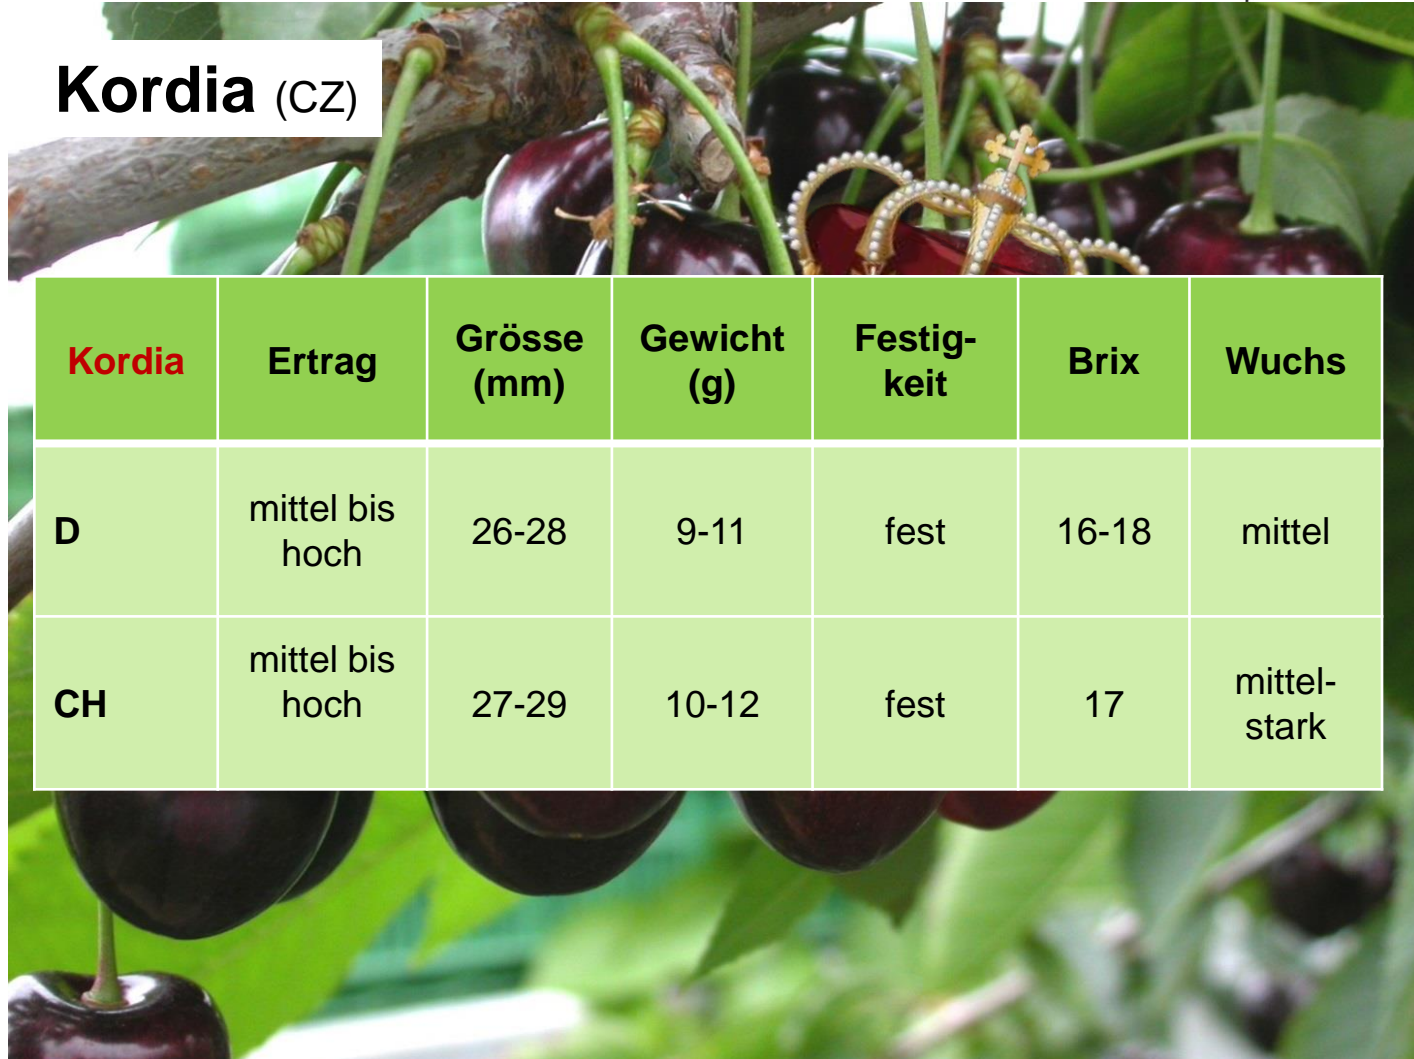 Kordia (CZ)
Kordia Ertrag Grösse (mm) Gewicht (g) Festig-keit Brix Wuchs
D mittel bis hoch 26-28 9-11 fest 16-18 mittel
CH mittel bis hoch 27-29 10-12 fest 17 mittel-stark